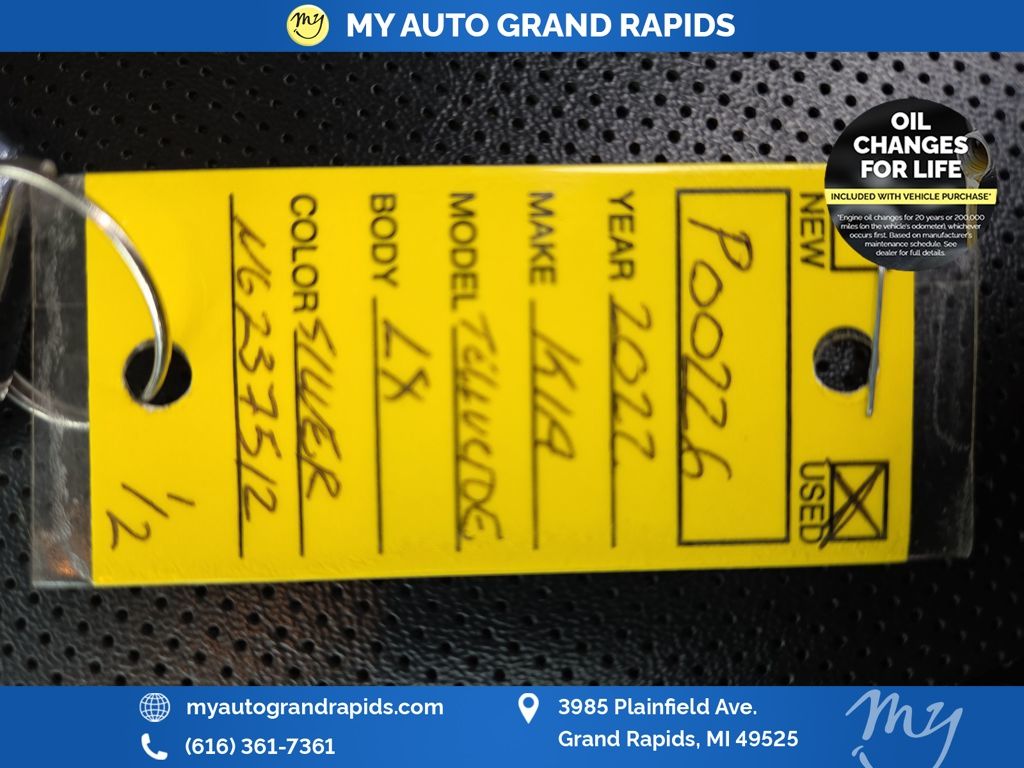 my MY AUTO GRAND RAPIDS
OIL
CHANGES
FOR LIFE
INCLUDED WITH VEHICLE PURCHASE*
*Engine oil changes for 20 years or 200,000
miles (on the vehicle's odometer), whichever
occurs first. Based on manufacturer's
maintenance schedule. See
dealer for full details.
NEW USED
P00226
YEAR 2022
MAKE KIA
MODEL TELLURIDE
BODY LX
COLOR SILVER
NG237512
1/2
myautograndrapids.com
(616) 361-7361
3985 Plainfield Ave.
Grand Rapids, MI 49525
my